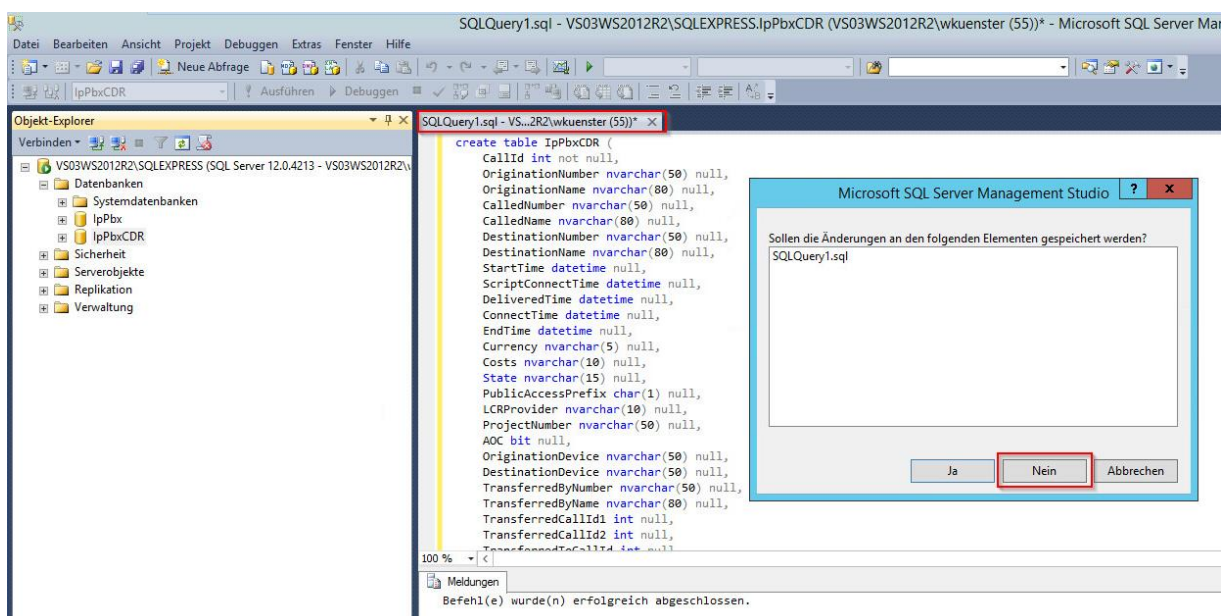 SQLQuery1.sql - VS03WS2012R2\SQLEXPRESS.IpPbxCDR (VS03WS2012R2\wkuenster (55))* - Microsoft SQL Server Mar
Datei Bearbeiten Ansicht Projekt Debuggen Extras Fenster Hilfe
Neue Abfrage
IpPbxCDR Ausführen Debuggen
Objekt-Explorer
Verbinden
VS03WS2012R2\SQLEXPRESS (SQL Server 12.0.4213 - VS03WS2012R2\
Datenbanken
Systemdatenbanken
IpPbx
IpPbxCDR
Sicherheit
Serverobjekte
Replikation
Verwaltung
SQLQuery1.sql - VS...2R2\wkuenster (55))*
create table IpPbxCDR (
CallId int not null,
OriginationNumber nvarchar(50) null,
OriginationName nvarchar(80) null,
CalledNumber nvarchar(50) null,
CalledName nvarchar(80) null,
DestinationNumber nvarchar(50) null,
DestinationName nvarchar(80) null,
StartTime datetime null,
ScriptConnectTime datetime null,
DeliveredTime datetime null,
ConnectTime datetime null,
EndTime datetime null,
Currency nvarchar(5) null,
Costs nvarchar(10) null,
State nvarchar(15) null,
PublicAccessPrefix char(1) null,
LCRProvider nvarchar(10) null,
ProjectNumber nvarchar(50) null,
AOC bit null,
OriginationDevice nvarchar(50) null,
DestinationDevice nvarchar(50) null,
TransferredByNumber nvarchar(50) null,
TransferredByName nvarchar(80) null,
TransferredCallId1 int null,
TransferredCallId2 int null,
TransferredToCallId int null
100 %
Meldungen
Befehl(e) wurde(n) erfolgreich abgeschlossen.
Microsoft SQL Server Management Studio ? x
Sollen die Änderungen an den folgenden Elementen gespeichert werden?
SQLQuery1.sql
Ja Nein Abbrechen